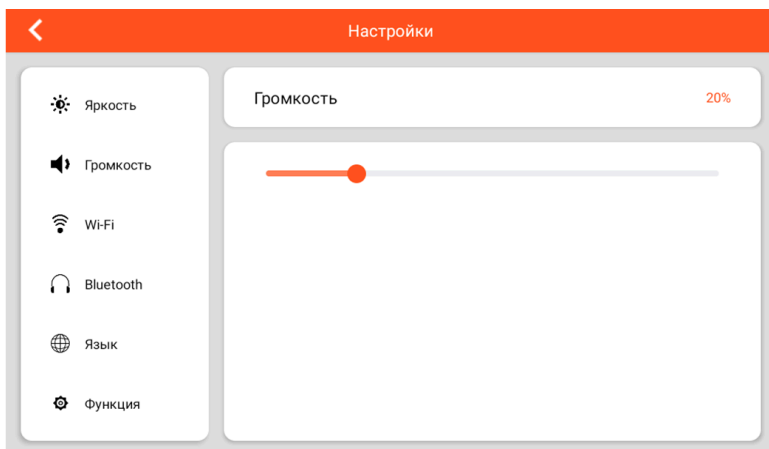 Настройки
Яркость
Громкость
Wi-Fi
Bluetooth
Язык
Функция
Громкость
20%